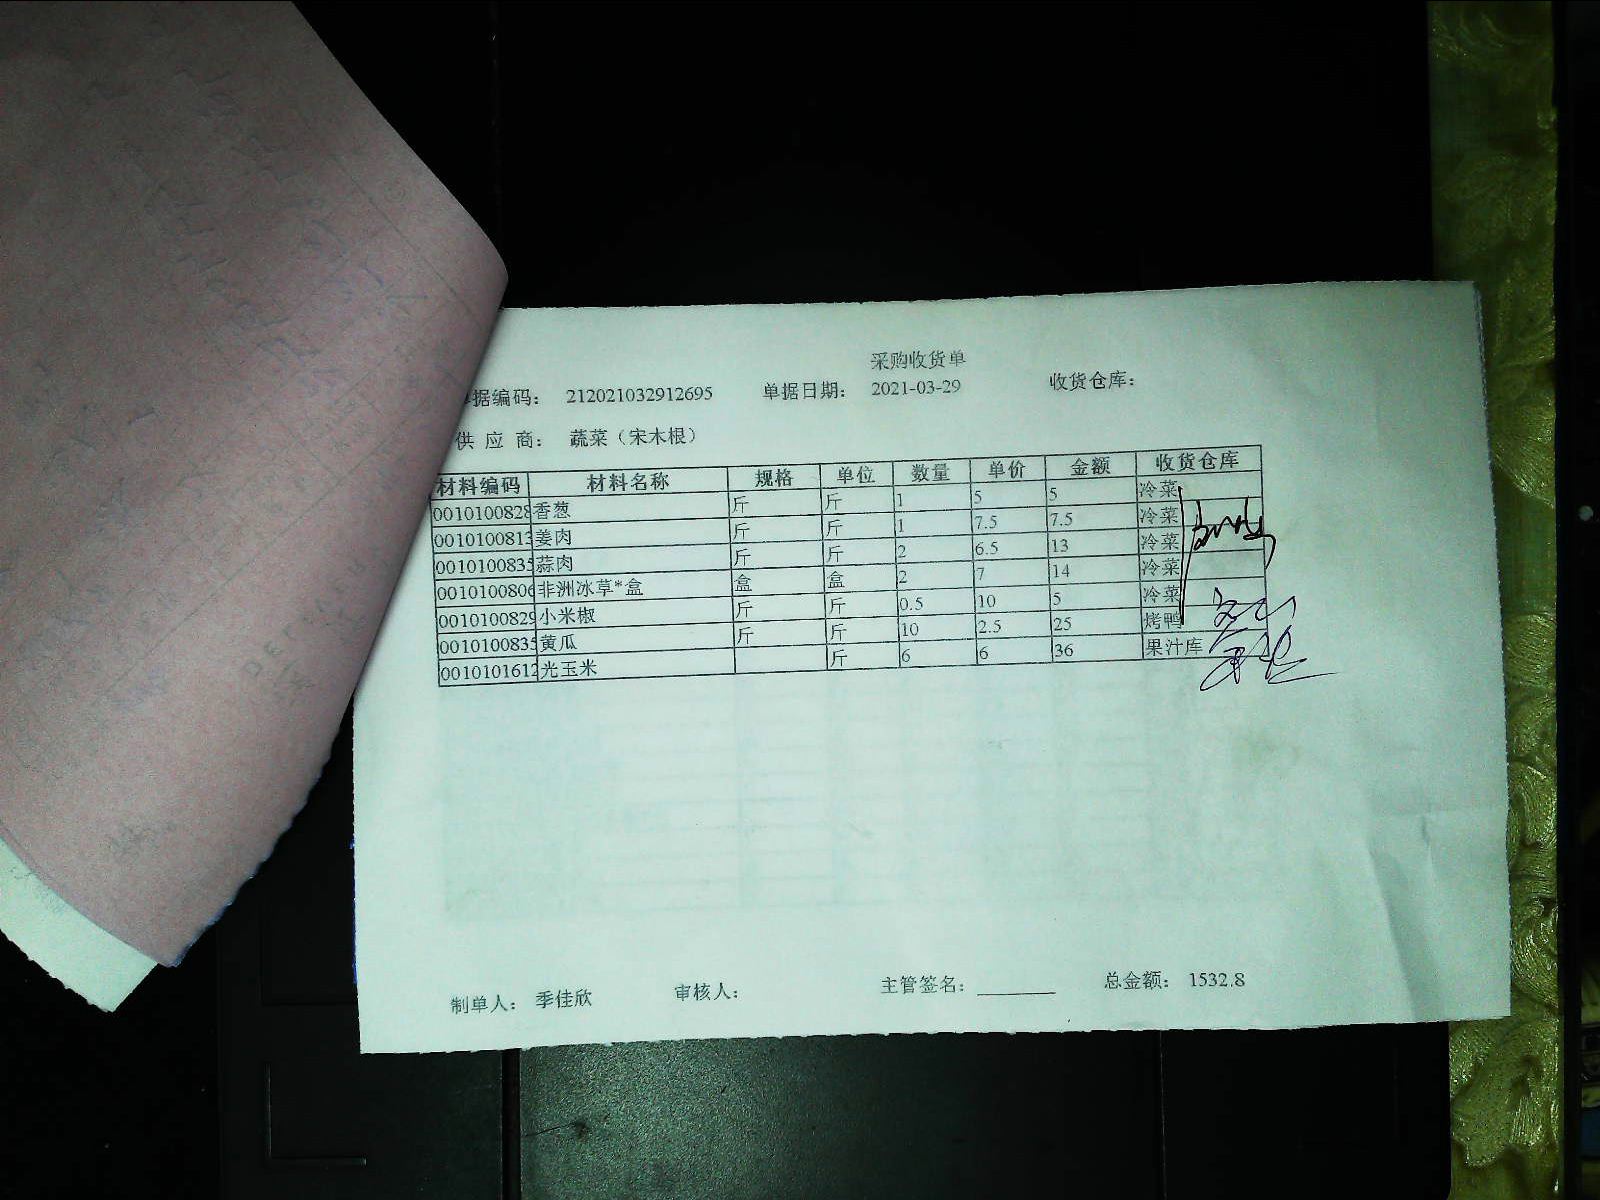 采购收货单
单据编码： 212021032912695 单据日期： 2021-03-29 收货仓库：
供 应 商： 蔬菜（宋木根）
材料编码 材料名称 规格 单位 数量 单价 金额 收货仓库
0010100828 香葱 斤 斤 1 5 5 冷菜
0010100813 姜肉 斤 斤 1 7.5 7.5 冷菜
0010100835 蒜肉 斤 斤 2 6.5 13 冷菜
0010100806 非洲冰草*盒 盒 盒 2 7 14 冷菜
0010100829 小米椒 斤 斤 0.5 10 5 冷菜
0010100835 黄瓜 斤 斤 10 2.5 25 烤鸭
0010101612 光玉米 斤 6 6 36 果汁库
制单人： 季佳欣 审核人： 主管签名： 总金额： 1532.8